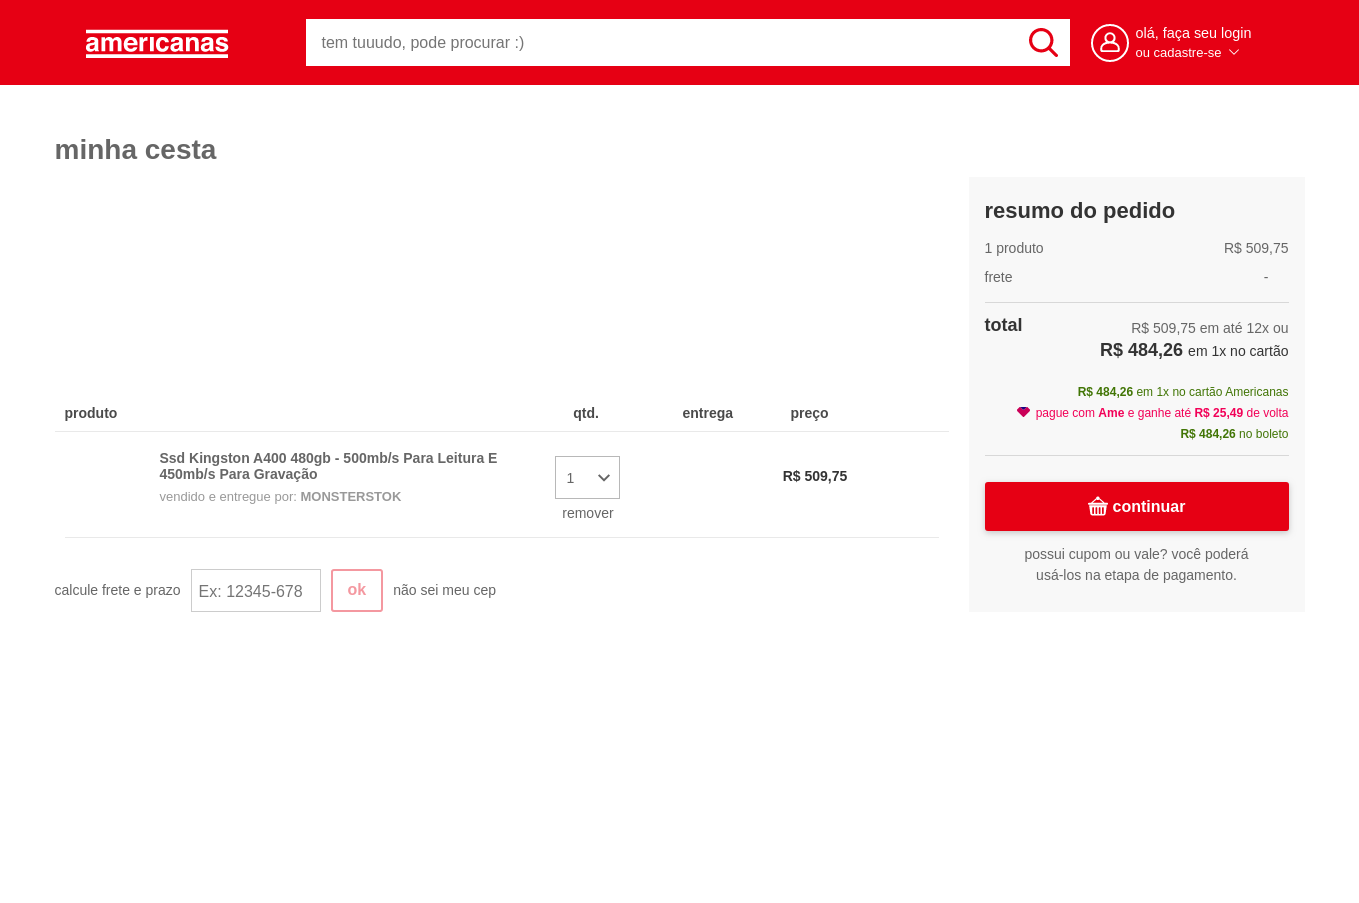 americanas
tem tuuudo, pode procurar :)
olá, faça seu login
ou cadastre-se
minha cesta
produto
qtd.
entrega
preço
Ssd Kingston A400 480gb - 500mb/s Para Leitura E
450mb/s Para Gravação
vendido e entregue por: MONSTERSTOK
1
remover
R$ 509,75
calcule frete e prazo
Ex: 12345-678
ok
não sei meu cep
resumo do pedido
1 produto R$ 509,75
frete -
total
R$ 509,75 em até 12x ou
R$ 484,26 em 1x no cartão
R$ 484,26 em 1x no cartão Americanas
pague com Ame e ganhe até R$ 25,49 de volta
R$ 484,26 no boleto
continuar
possui cupom ou vale? você poderá
usá-los na etapa de pagamento.